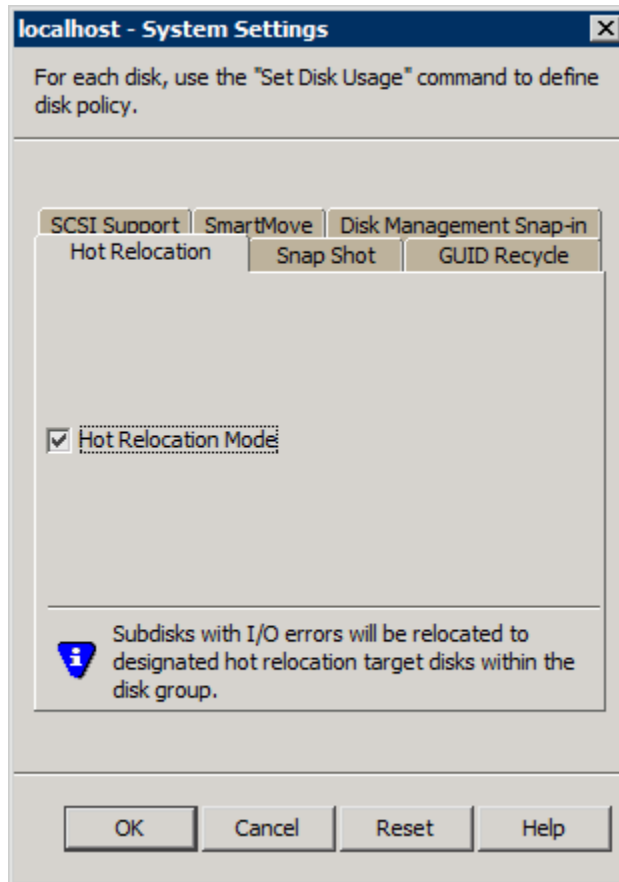 localhost - System Settings
For each disk, use the "Set Disk Usage" command to define
disk policy.
SCSI Support SmartMove Disk Management Snap-in
Hot Relocation Snap Shot GUID Recycle
Hot Relocation Mode
Subdisks with I/O errors will be relocated to
designated hot relocation target disks within the
disk group.
OK Cancel Reset Help